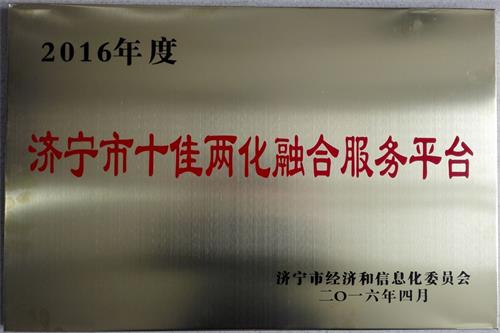 2016年度
济宁市十佳两化融合服务平台
济宁市经济和信息化委员会
二〇一六年四月